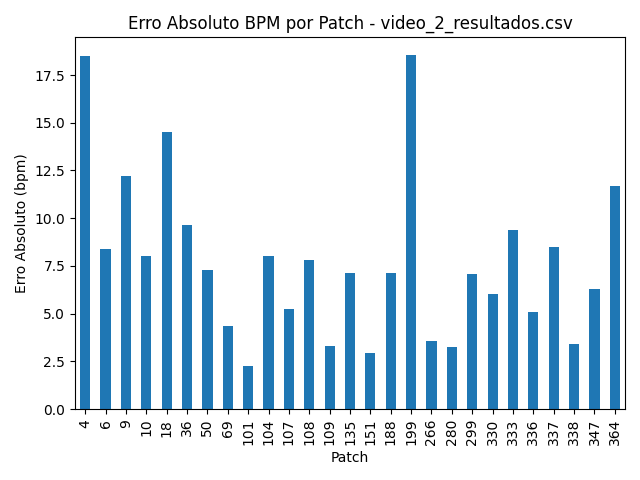 Erro Absoluto BPM por Patch - video_2_resultados.csv
Erro Absoluto (bpm)
17.5
15.0
12.5
10.0
7.5
5.0
2.5
0.0
4 6 9 10 18 36 50 69 101 104 107 108 109 135 151 188 199 266 280 299 330 333 336 337 338 347 364
Patch